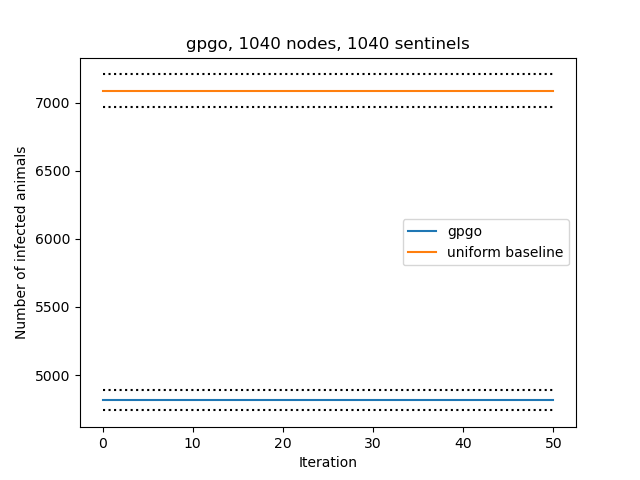 gpgo, 1040 nodes, 1040 sentinels
7000
6500
6000
5500
5000
Number of infected animals
gpgo
uniform baseline
0 10 20 30 40 50
Iteration